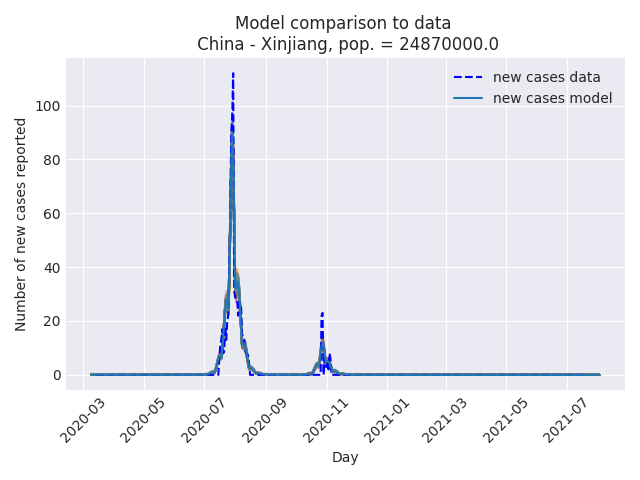 Model comparison to data
China - Xinjiang, pop. = 24870000.0
new cases data
new cases model
Number of new cases reported
100
80
60
40
20
0
2020-03
2020-05
2020-07
2020-09
2020-11
2021-01
2021-03
2021-05
2021-07
Day